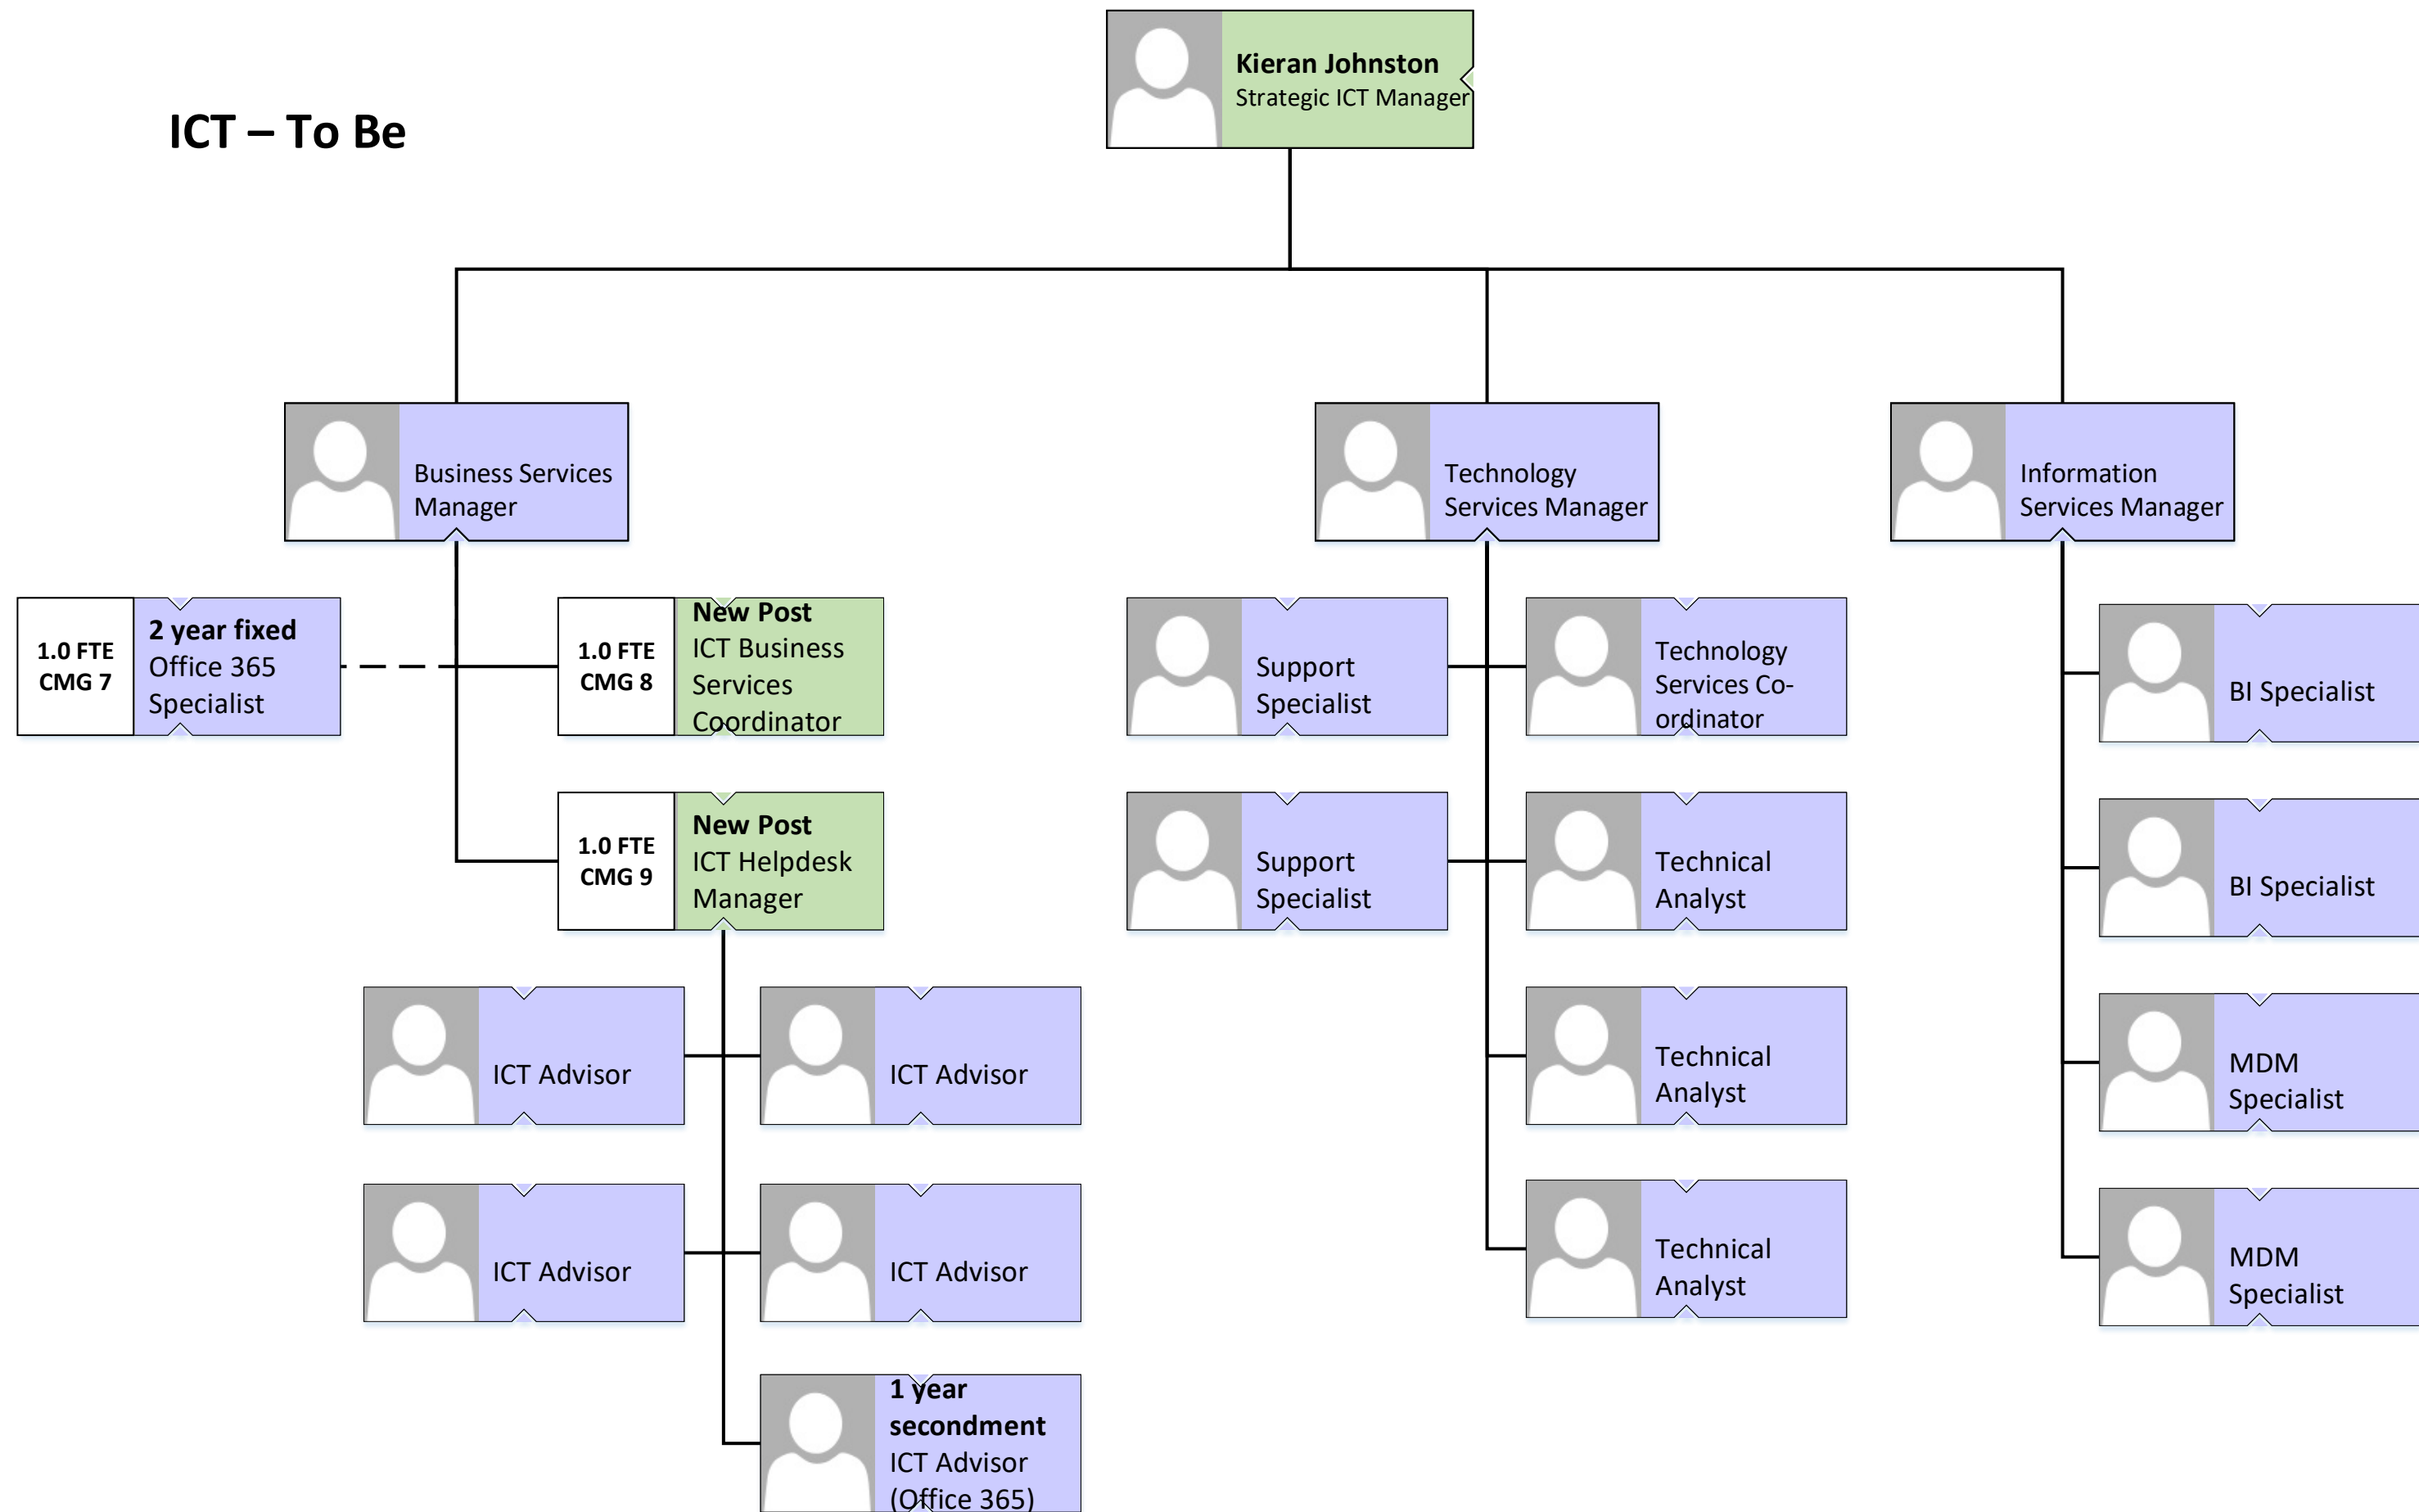 Kieran Johnston
Strategic ICT Manager
ICT – To Be
Business Services
Manager
Technology
Services Manager
Information
Services Manager
1.0 FTE
CMG 7
2 year fixed
Office 365
Specialist
1.0 FTE
CMG 8
New Post
ICT Business
Services
Coordinator
Support
Specialist
Technology
Services Co-
ordinator
BI Specialist
1.0 FTE
CMG 9
New Post
ICT Helpdesk
Manager
Support
Specialist
Technical
Analyst
BI Specialist
ICT Advisor
ICT Advisor
Technical
Analyst
MDM
Specialist
ICT Advisor
ICT Advisor
Technical
Analyst
MDM
Specialist
1 year
secondment
ICT Advisor
(Office 365)